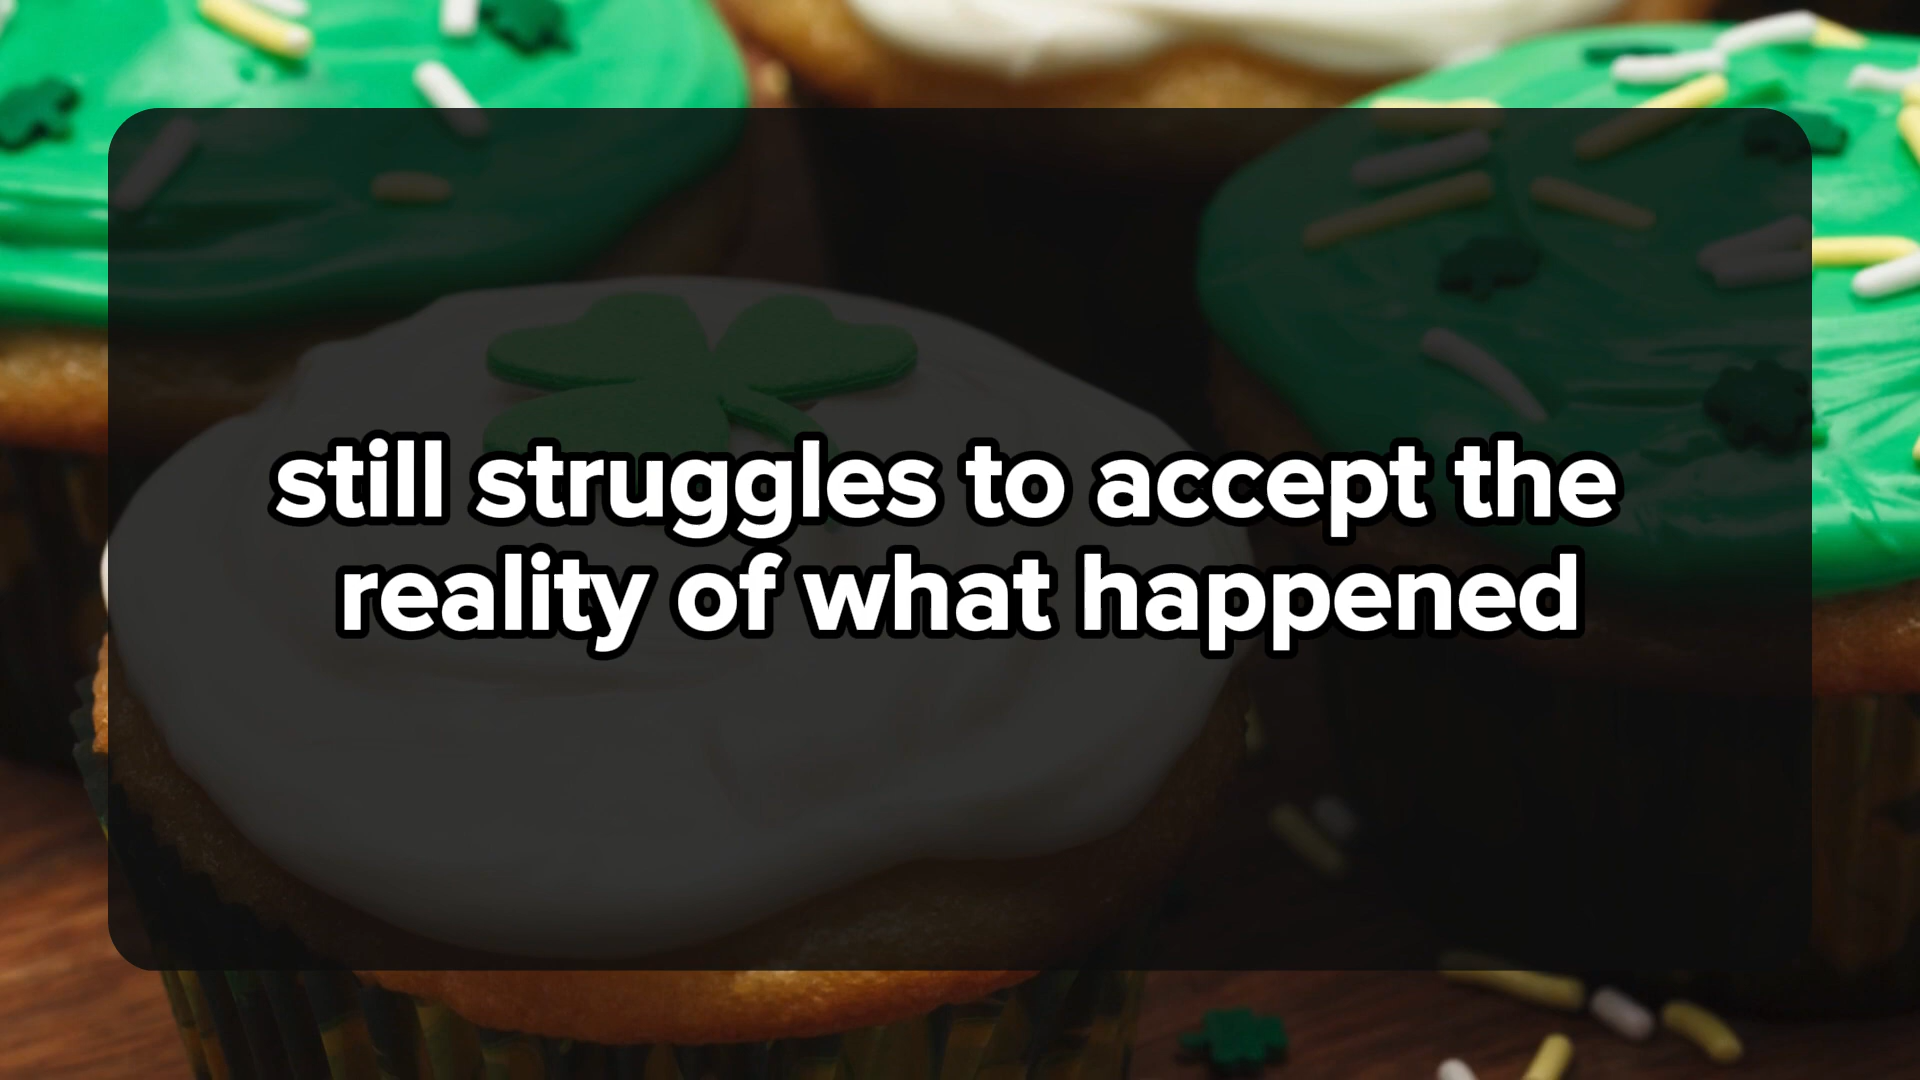 still struggles to accept the
reality of what happened